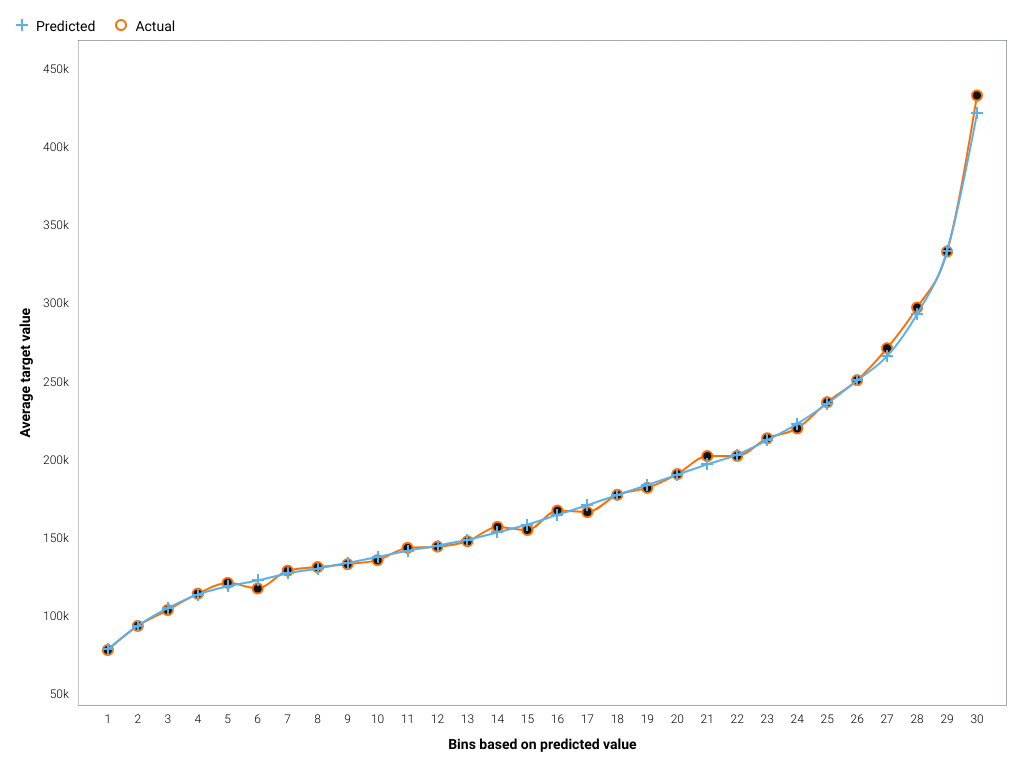 Predicted Actual
450k
400k
350k
300k
250k
200k
150k
100k
50k
Average target value
1 2 3 4 5 6 7 8 9 10 11 12 13 14 15 16 17 18 19 20 21 22 23 24 25 26 27 28 29 30
Bins based on predicted value